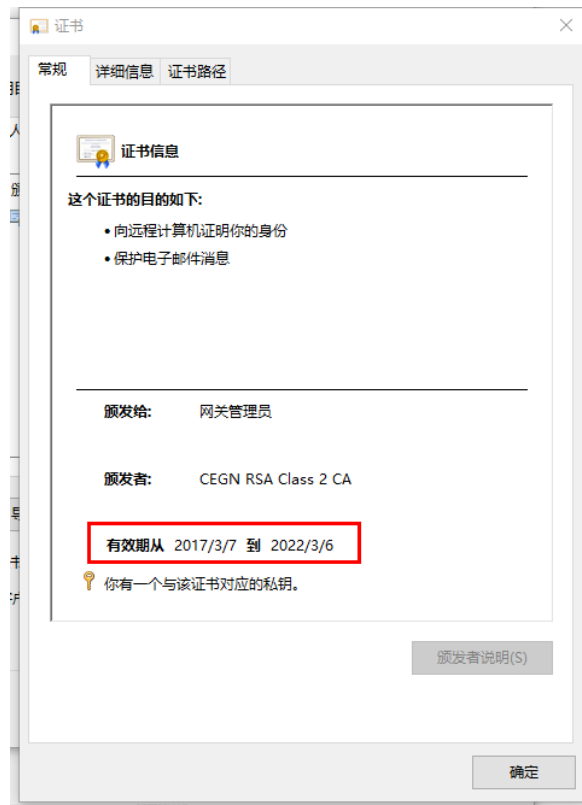 证书
常规 详细信息 证书路径
证书信息
这个证书的目的如下:
• 向远程计算机证明你的身份
• 保护电子邮件消息
颁发给: 网关管理员
颁发者: CEGN RSA Class 2 CA
有效期从 2017/3/7 到 2022/3/6
你有一个与该证书对应的私钥。
颁发者说明(S)
确定